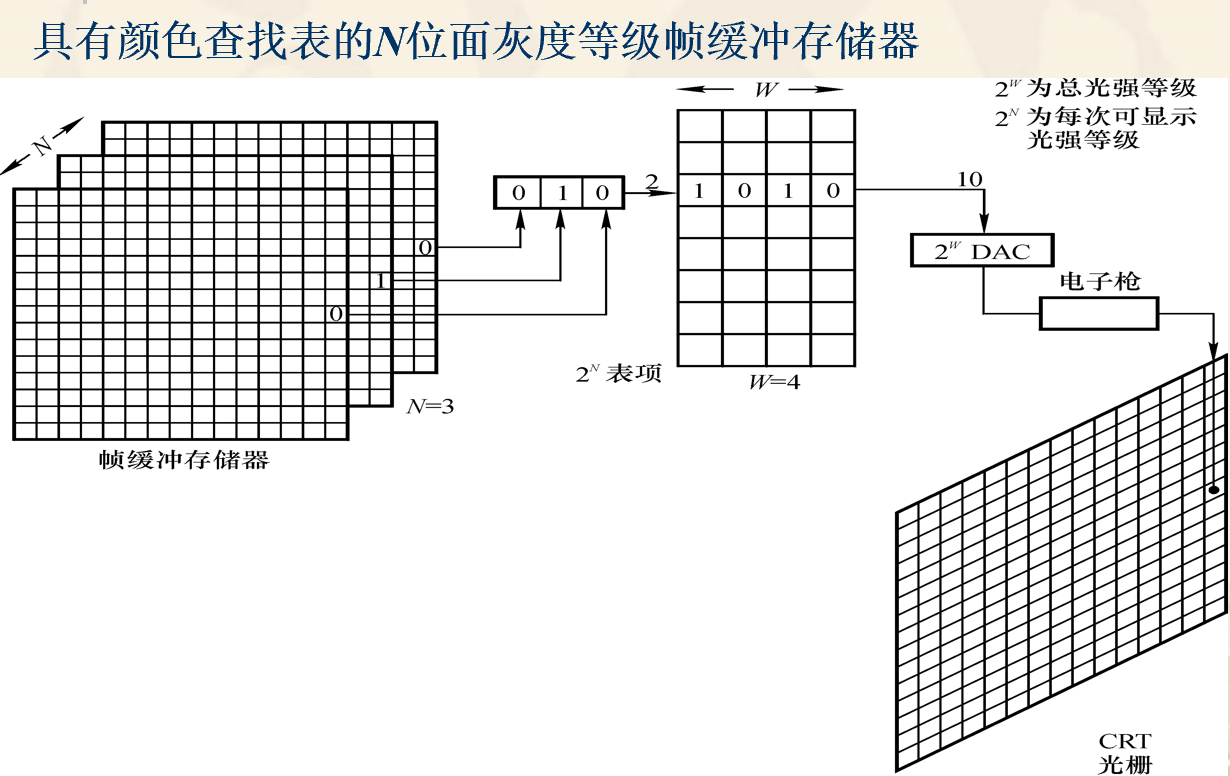 具有颜色查找表的N位面灰度等级帧缓冲存储器
2^W 为总光强等级
2^N 为每次可显示
光强等级
N
W
0 1 0
2
1 0 1 0
10
0
1
0
2^W DAC
电子枪
2^N 表项
W=4
N=3
帧缓冲存储器
CRT
光栅